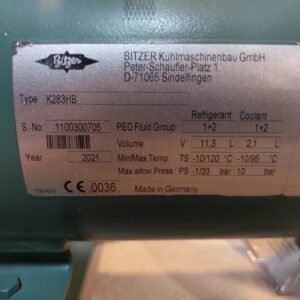 Bitzer
BITZER Kühlmaschinenbau GmbH
Peter-Schaufler-Platz 1
D-71065 Sindelfingen
Type K283HB
Refrigerant Coolant
S.-No. 1100300705 PED Fluid Group 1+2 1+2
Volume V 11,3 L 2,1 L
Year 2021 Min/Max Temp. TS -10/120 °C -10/95 °C
Max.allow.Press PS -1/33 bar 10 bar
CE 0036 Made in Germany